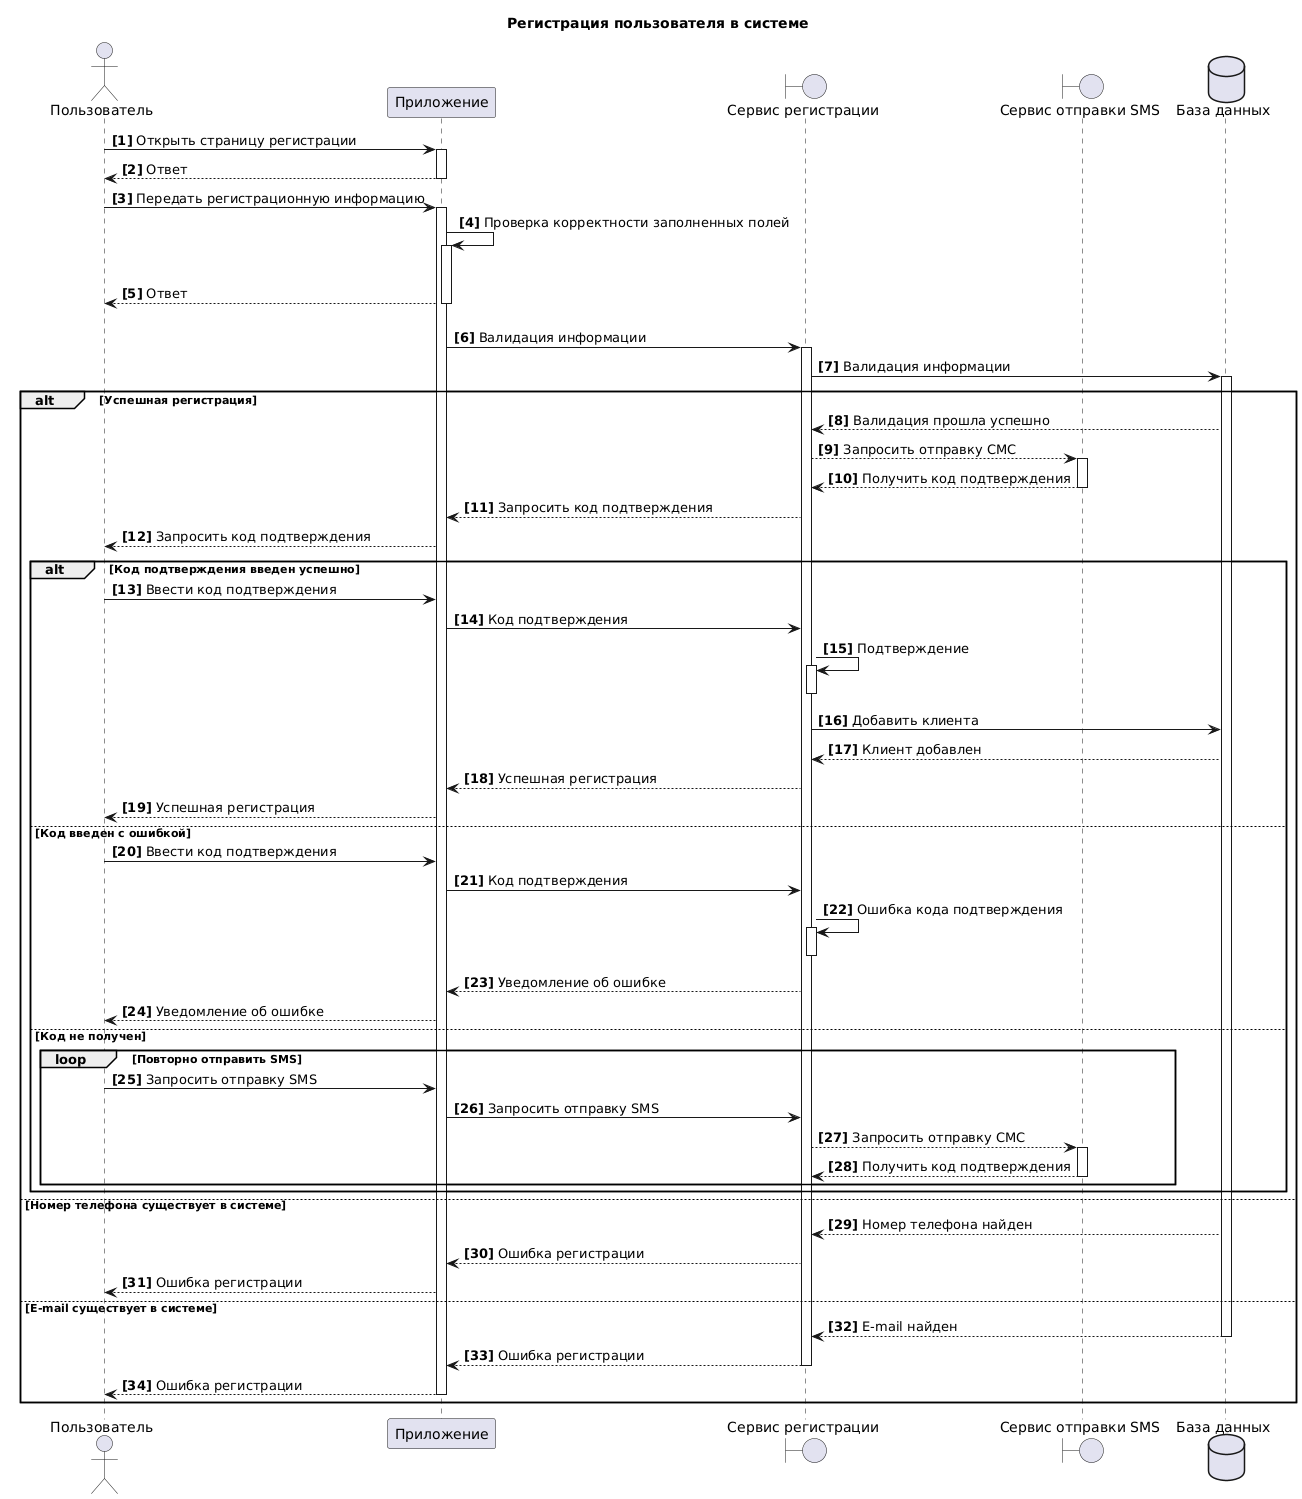 Регистрация пользователя в системе
Пользователь
Приложение
Сервис регистрации
Сервис отправки SMS
База данных
[1] Открыть страницу регистрации
[2] Ответ
[3] Передать регистрационную информацию
[4] Проверка корректности заполненных полей
[5] Ответ
[6] Валидация информации
[7] Валидация информации
alt [Успешная регистрация]
[8] Валидация прошла успешно
[9] Запросить отправку СМС
[10] Получить код подтверждения
[11] Запросить код подтверждения
[12] Запросить код подтверждения
alt [Код подтверждения введен успешно]
[13] Ввести код подтверждения
[14] Код подтверждения
[15] Подтверждение
[16] Добавить клиента
[17] Клиент добавлен
[18] Успешная регистрация
[19] Успешная регистрация
[Код введен с ошибкой]
[20] Ввести код подтверждения
[21] Код подтверждения
[22] Ошибка кода подтверждения
[23] Уведомление об ошибке
[24] Уведомление об ошибке
[Код не получен]
loop [Повторно отправить SMS]
[25] Запросить отправку SMS
[26] Запросить отправку SMS
[27] Запросить отправку СМС
[28] Получить код подтверждения
[Номер телефона существует в системе]
[29] Номер телефона найден
[30] Ошибка регистрации
[31] Ошибка регистрации
[E-mail существует в системе]
[32] E-mail найден
[33] Ошибка регистрации
[34] Ошибка регистрации
Пользователь
Приложение
Сервис регистрации
Сервис отправки SMS
База данных